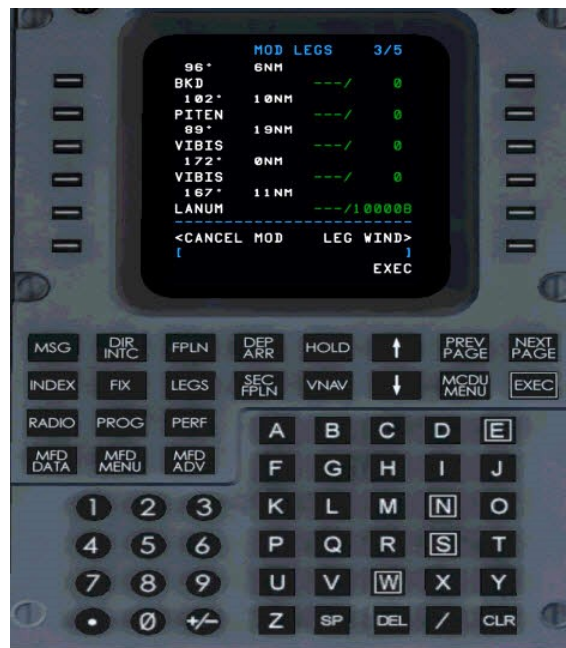 MOD LEGS 3/5
96° 6NM
BKD ---/ 0
102° 10NM
PITEN ---/ 0
89° 19NM
VIBIS ---/ 0
172° 0NM
VIBIS ---/ 0
167° 11NM
LANUM ---/10000B
--------------------------------
<CANCEL MOD LEG WIND>
[ ]
EXEC
MSG DIR INTC FPLN DEP ARR HOLD ↑ PREV PAGE NEXT PAGE
INDEX FIX LEGS SEC FPLN VNAV ↓ MCDU MENU EXEC
RADIO PROG PERF
MFD DATA MFD MENU MFD ADV
A B C D E
F G H I J
1 2 3 K L M N O
4 5 6 P Q R S T
7 8 9 U V W X Y
. 0 +/- Z SP DEL / CLR